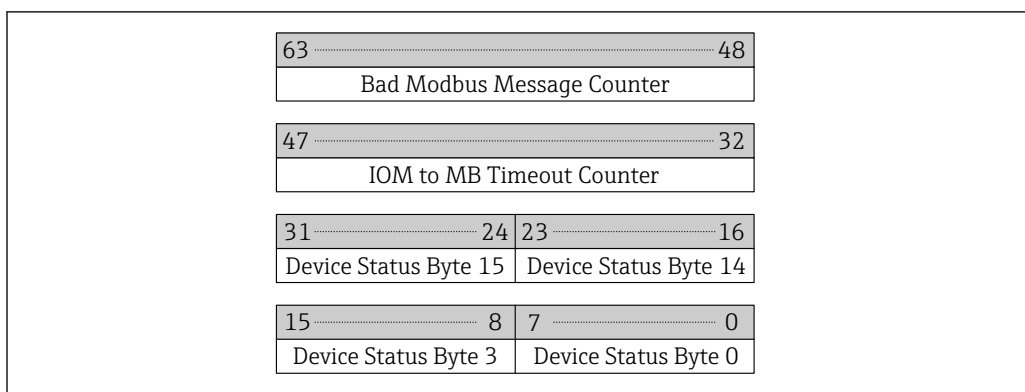 63 48
Bad Modbus Message Counter
47 32
IOM to MB Timeout Counter
31 24 23 16
Device Status Byte 15 Device Status Byte 14
15 8 7 0
Device Status Byte 3 Device Status Byte 0